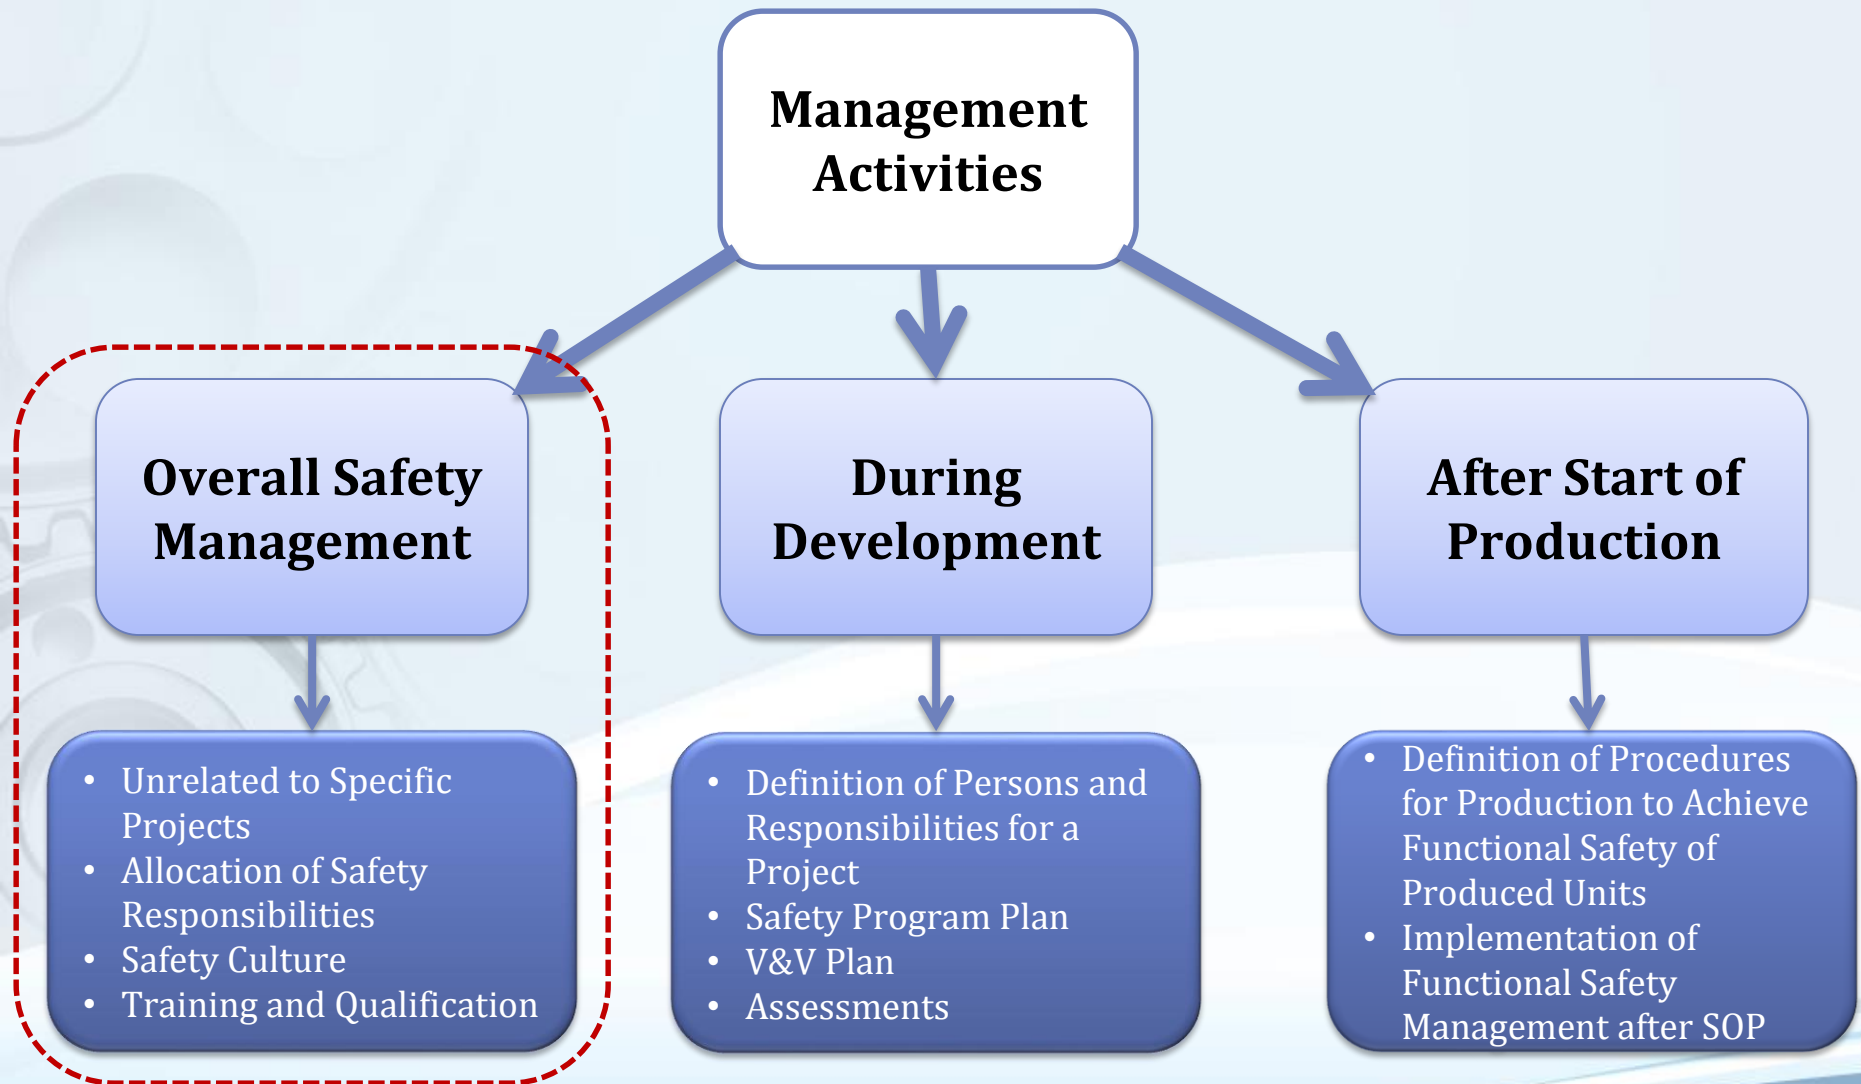 Management
Activities
Overall Safety
Management
During
Development
After Start of
Production
• Unrelated to Specific
Projects
• Allocation of Safety
Responsibilities
• Safety Culture
• Training and Qualification
• Definition of Persons and
Responsibilities for a
Project
• Safety Program Plan
• V&V Plan
• Assessments
• Definition of Procedures
for Production to Achieve
Functional Safety of
Produced Units
• Implementation of
Functional Safety
Management after SOP